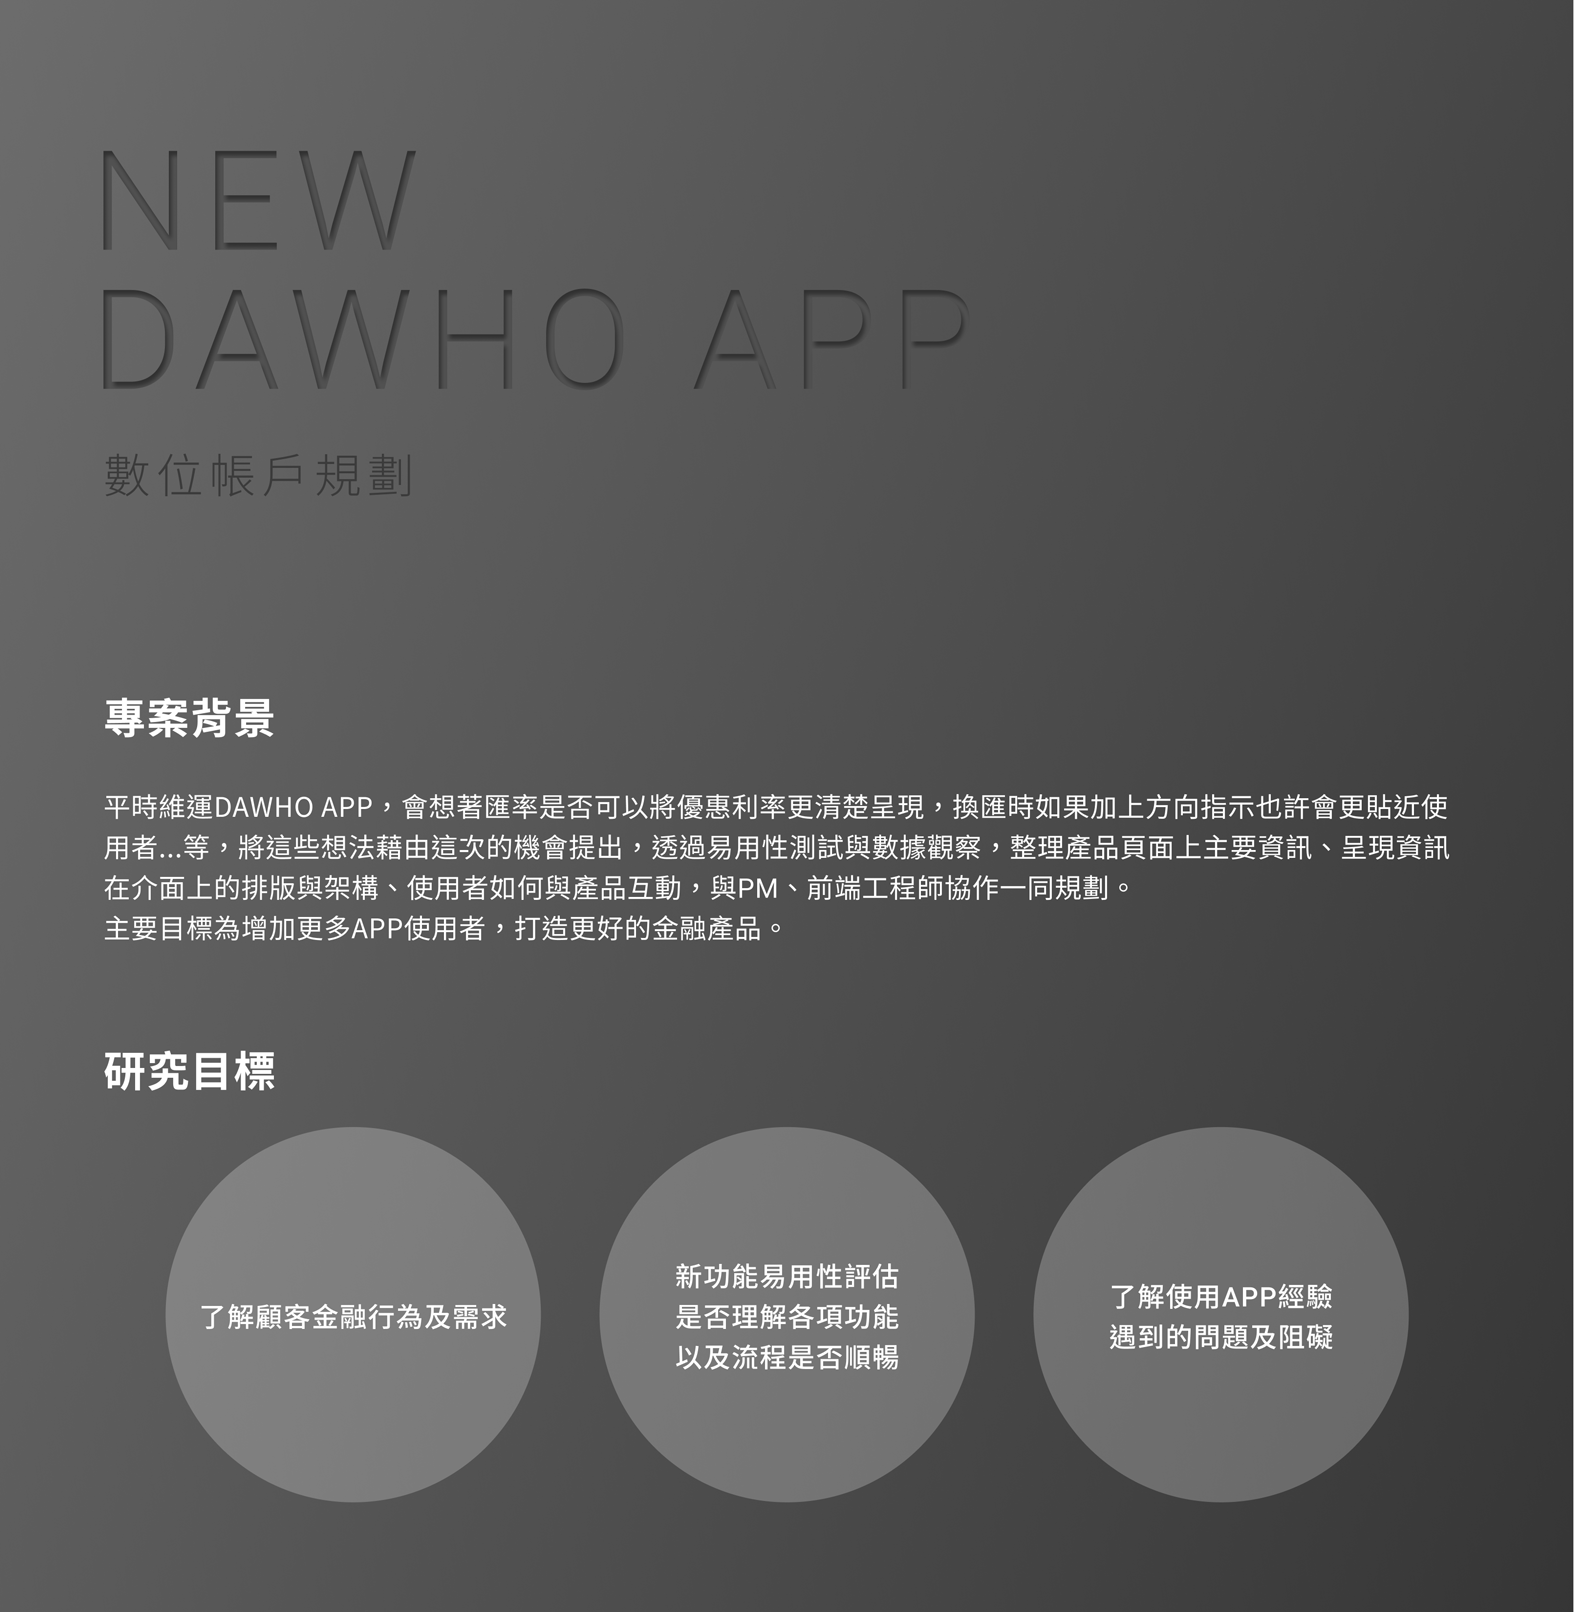 NEW
DAWHO APP
數位帳戶規劃
專案背景
平時維運DAWHO APP，會想著匯率是否可以將優惠利率更清楚呈現，換匯時如果加上方向指示也許會更貼近使
用者...等，將這些想法藉由這次的機會提出，透過易用性測試與數據觀察，整理產品頁面上主要資訊、呈現資訊
在介面上的排版與架構、使用者如何與產品互動，與PM、前端工程師協作一同規劃。
主要目標為增加更多APP使用者，打造更好的金融產品。
研究目標
了解顧客金融行為及需求
新功能易用性評估
是否理解各項功能
以及流程是否順暢
了解使用APP經驗
遇到的問題及阻礙